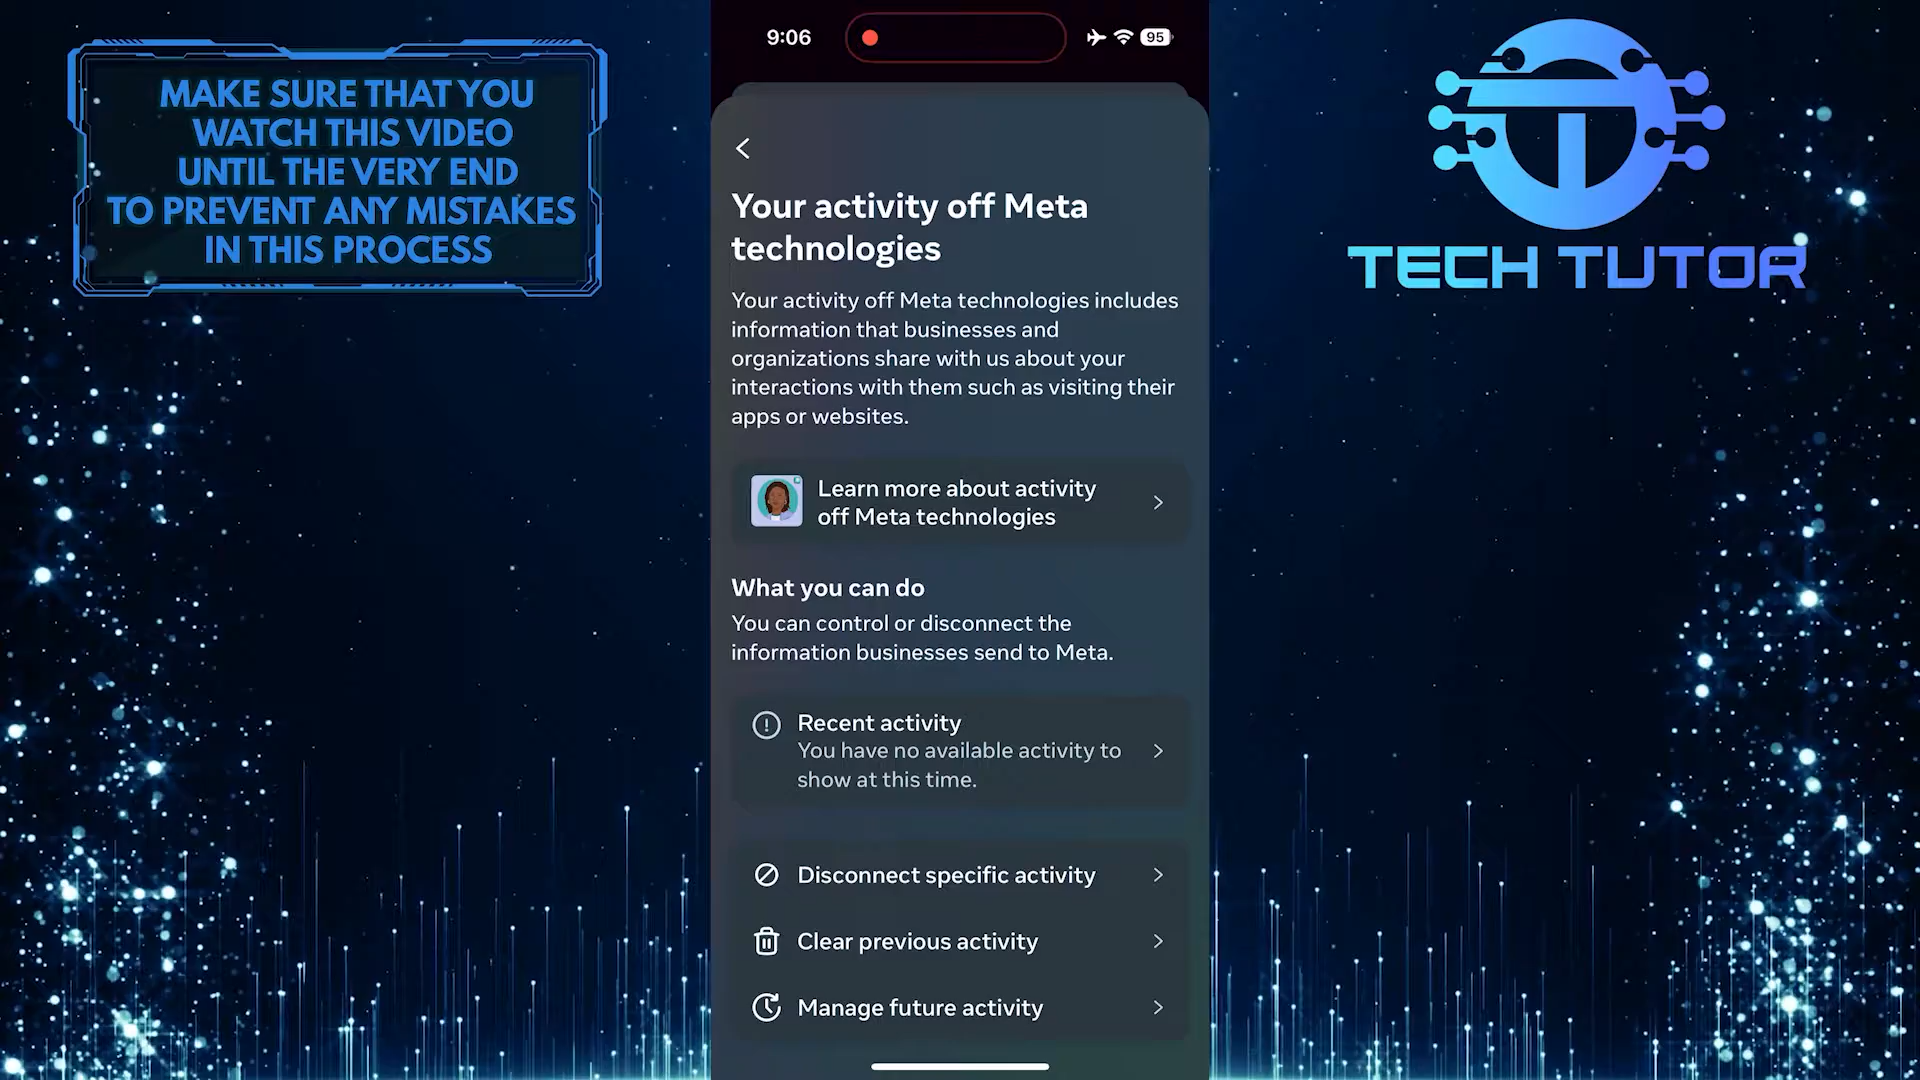 MAKE SURE THAT YOU
WATCH THIS VIDEO
UNTIL THE VERY END
TO PREVENT ANY MISTAKES
IN THIS PROCESS
9:06
95
Your activity off Meta
technologies
Your activity off Meta technologies includes
information that businesses and
organizations share with us about your
interactions with them such as visiting their
apps or websites.
Learn more about activity
off Meta technologies
What you can do
You can control or disconnect the
information businesses send to Meta.
Recent activity
You have no available activity to
show at this time.
Disconnect specific activity
Clear previous activity
Manage future activity
TECH TUTOR